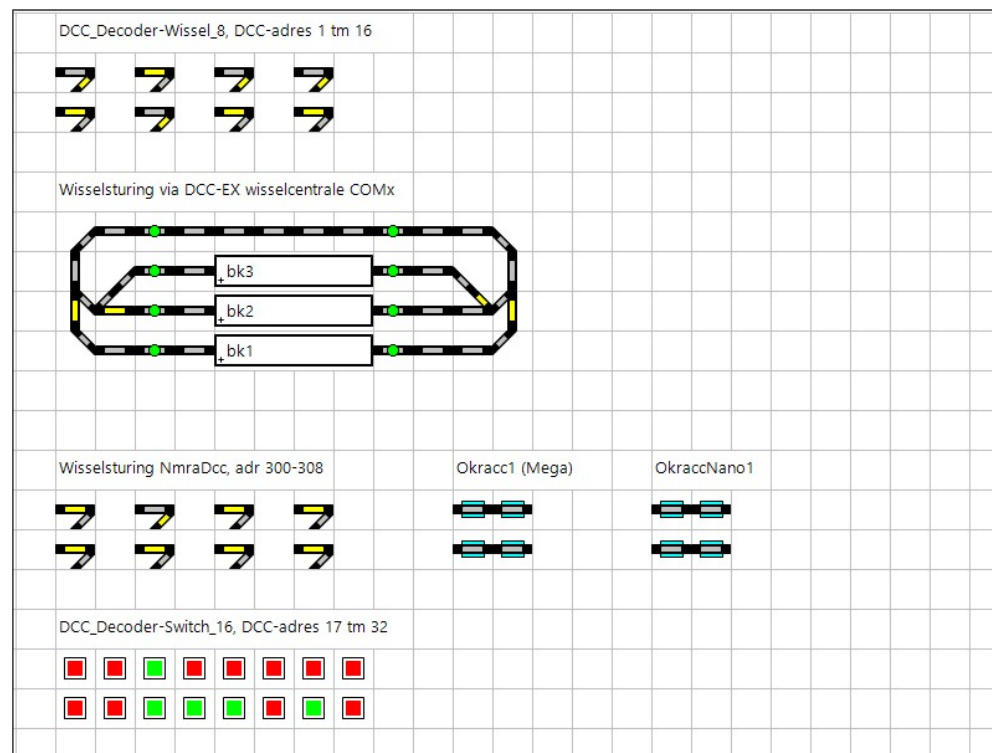 DCC_Decoder-Wissel_8, DCC-adres 1 tm 16
Wisselsturing via DCC-EX wisselcentrale COMx
bk3
+
bk2
+
bk1
+
Wisselsturing NmraDcc, adr 300-308
Okracc1 (Mega)
OkraccNano1
DCC_Decoder-Switch_16, DCC-adres 17 tm 32